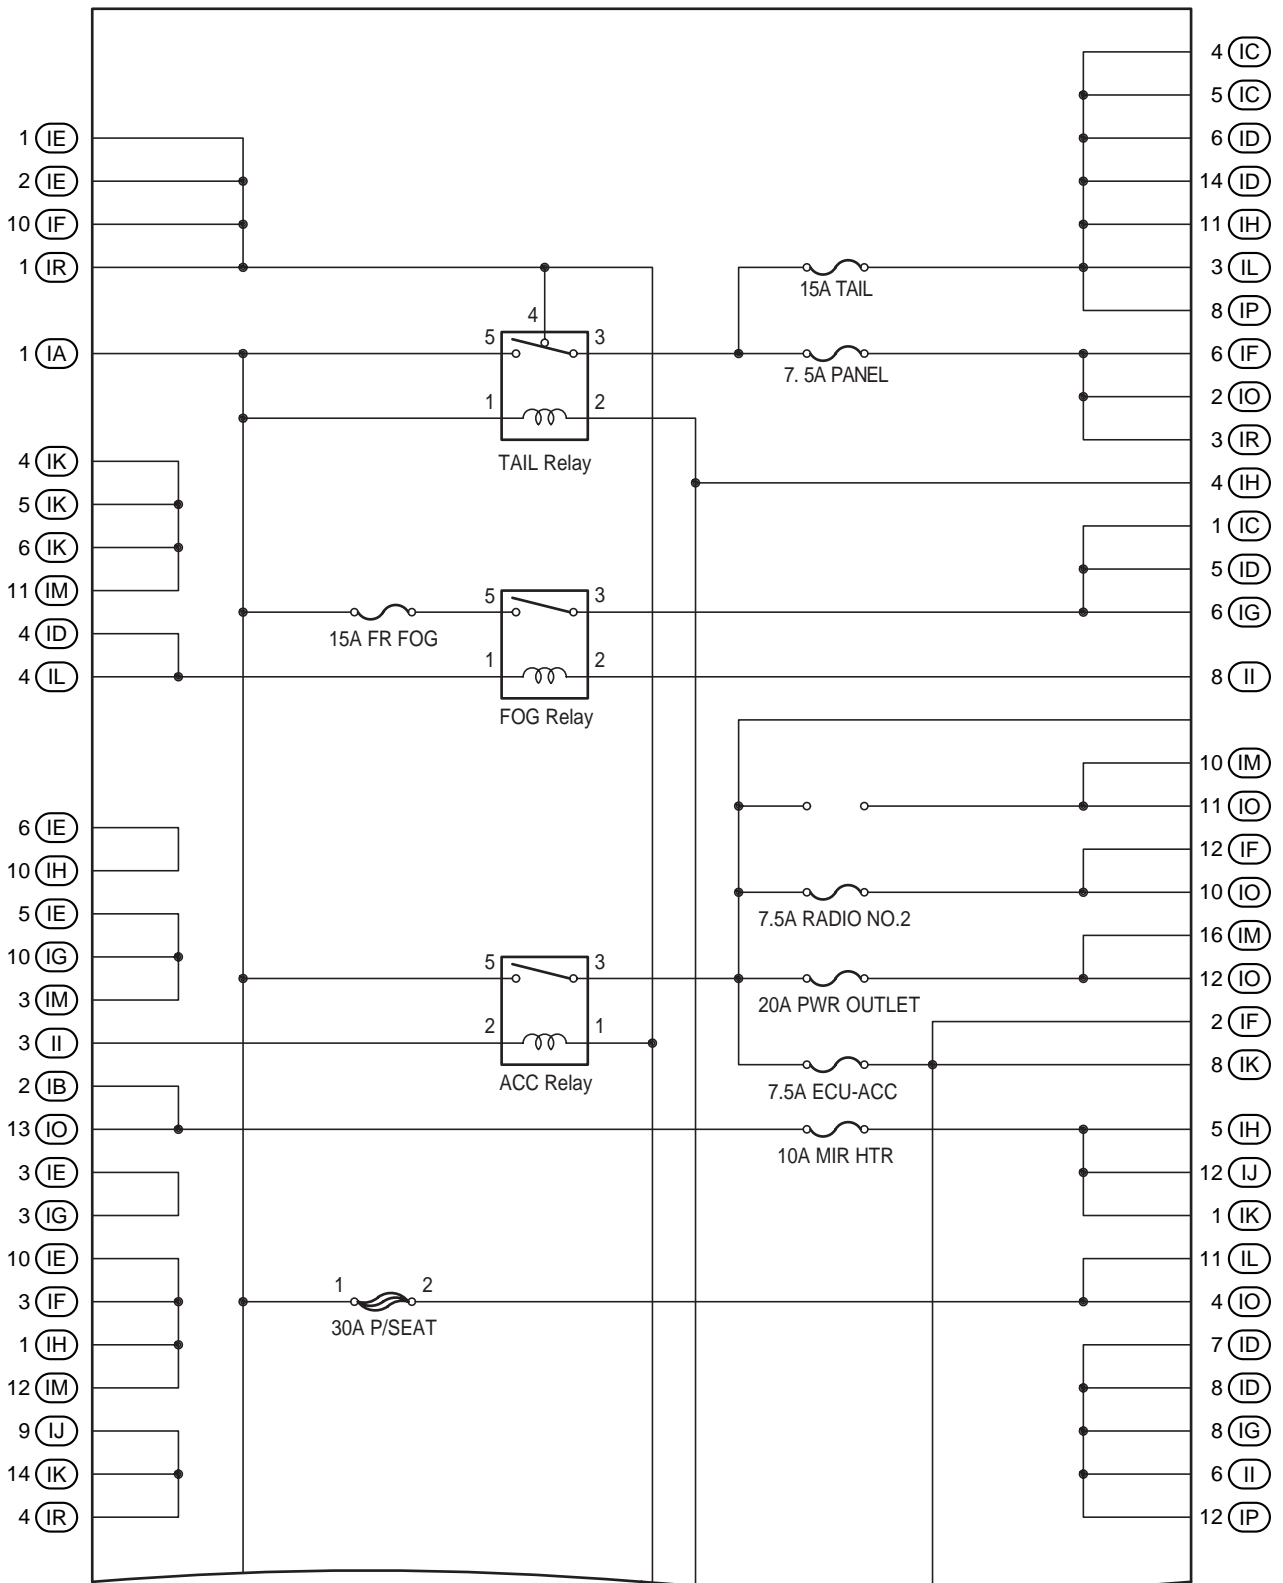 4 IC
5 IC
1 IE
6 ID
2 IE
14 ID
10 IF
11 IH
1 IR
3 IL
15A TAIL
8 IP
4
5
3
1 IA
6 IF
7. 5A PANEL
2 IO
1
2
3 IR
4 IK
TAIL Relay
4 IH
5 IK
1 IC
6 IK
5 ID
11 IM
5
3
6 IG
4 ID
15A FR FOG
1
2
4 IL
8 II
FOG Relay
10 IM
11 IO
6 IE
12 IF
10 IH
10 IO
5 IE
7.5A RADIO NO.2
16 IM
10 IG
5
3
12 IO
3 IM
20A PWR OUTLET
2 IF
2
1
3 II
8 IK
2 IB
ACC Relay
7.5A ECU-ACC
13 IO
5 IH
10A MIR HTR
3 IE
12 IJ
3 IG
1 IK
10 IE
11 IL
1
2
3 IF
4 IO
30A P/SEAT
1 IH
7 ID
12 IM
8 ID
9 IJ
8 IG
14 IK
6 II
4 IR
12 IP